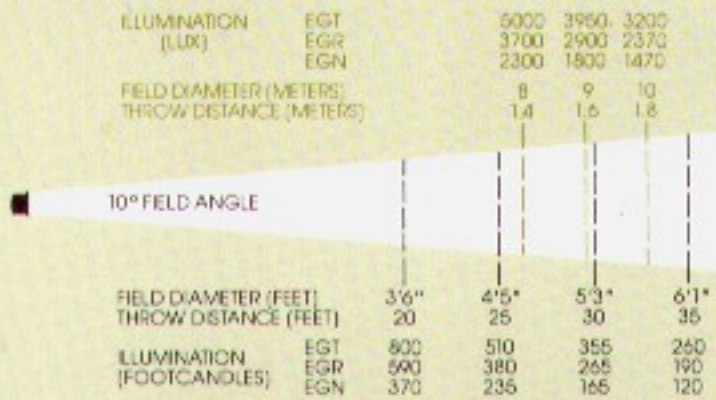 ILLUMINATION EGT 5000 3950 3200
(LUX) EGR 3700 2900 2370
EGN 2300 1800 1470
FIELD DIAMETER (METERS) 8 9 10
THROW DISTANCE (METERS) 1.4 1.6 1.8
10° FIELD ANGLE
FIELD DIAMETER (FEET) 3'6" 4'5" 5'3" 6'1"
THROW DISTANCE (FEET) 20 25 30 35
ILLUMINATION EGT 800 510 355 260
(FOOTCANDLES) EGR 590 380 265 190
EGN 370 235 165 120